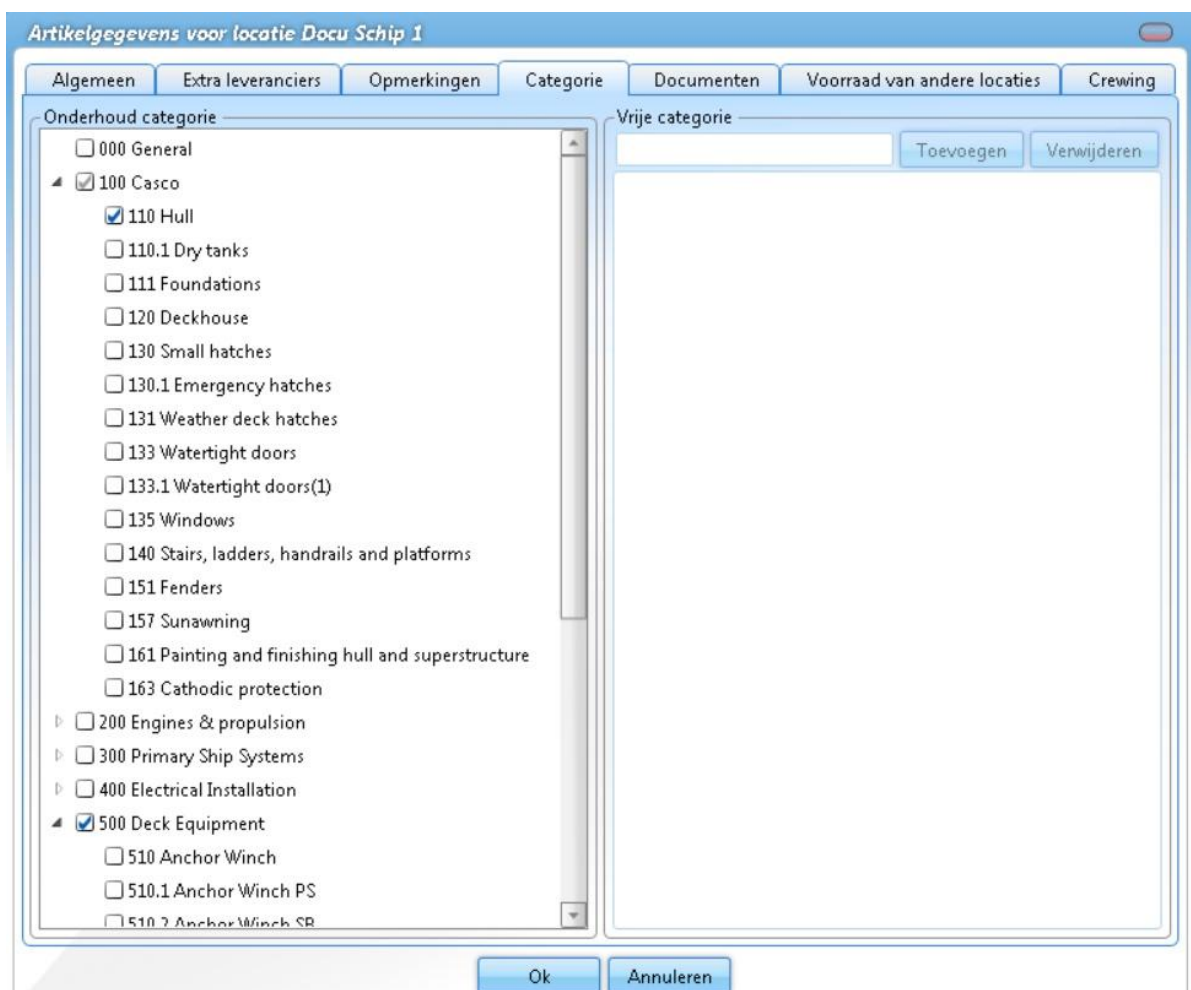 Artikelgegevens voor locatie Docu Schip 1
Algemeen Extra leveranciers Opmerkingen Categorie Documenten Voorraad van andere locaties Crewing
Onderhoud categorie
000 General
100 Casco
110 Hull
110.1 Dry tanks
111 Foundations
120 Deckhouse
130 Small hatches
130.1 Emergency hatches
131 Weather deck hatches
133 Watertight doors
133.1 Watertight doors(1)
135 Windows
140 Stairs, ladders, handrails and platforms
151 Fenders
157 Sunawning
161 Painting and finishing hull and superstructure
163 Cathodic protection
200 Engines & propulsion
300 Primary Ship Systems
400 Electrical Installation
500 Deck Equipment
510 Anchor Winch
510.1 Anchor Winch PS
510.2 Anchor Winch SB
Vrije categorie
Toevoegen Verwijderen
Ok Annuleren